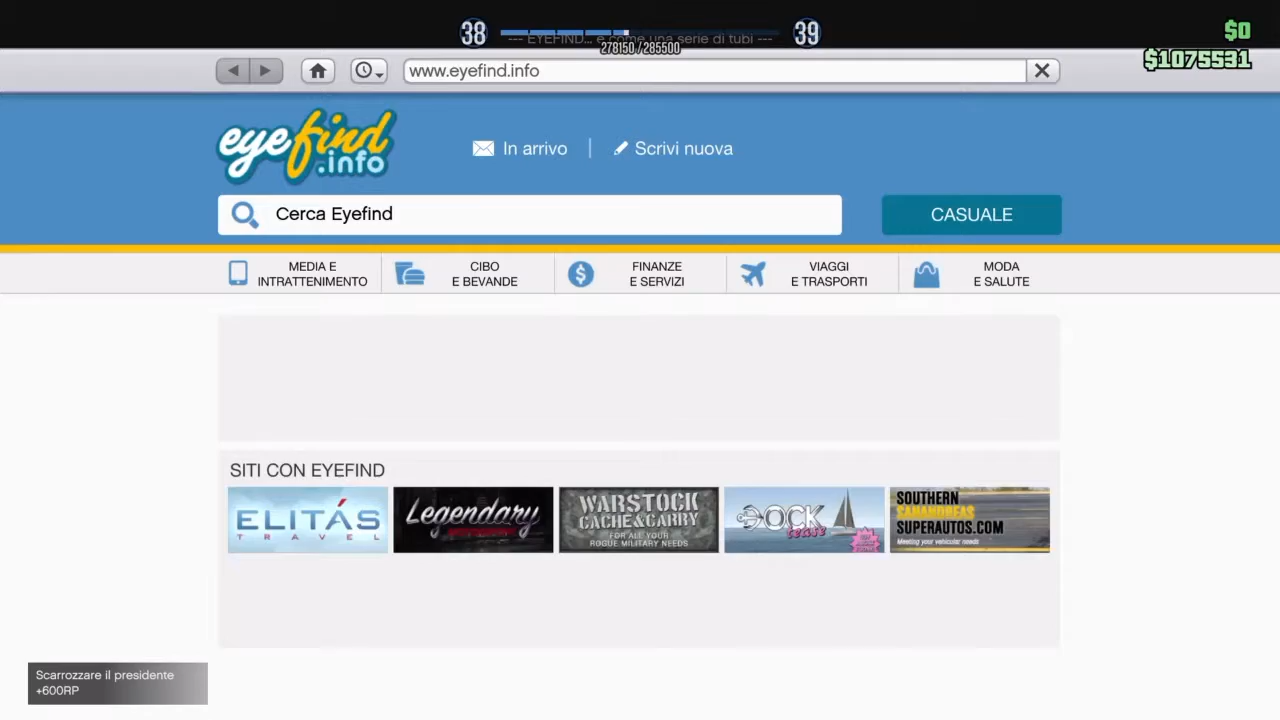 38
39
$0
--- EYEFIND... è come una serie di tubi ---
278150/285500
$1075531
www.eyefind.info
eyefind
.info
In arrivo | Scrivi nuova
Cerca Eyefind
CASUALE
MEDIA E
INTRATTENIMENTO
CIBO
E BEVANDE
FINANZE
E SERVIZI
VIAGGI
E TRASPORTI
MODA
E SALUTE
SITI CON EYEFIND
ELITÁS
TRAVEL
Legendary
WARSTOCK
CACHE&CARRY
FOR ALL YOUR
ROGUE MILITARY NEEDS
DOCK
tease
SOUTHERN
SANANDREAS
SUPERAUTOS.COM
Meeting your vehicular needs
Scarrozzare il presidente
+600RP